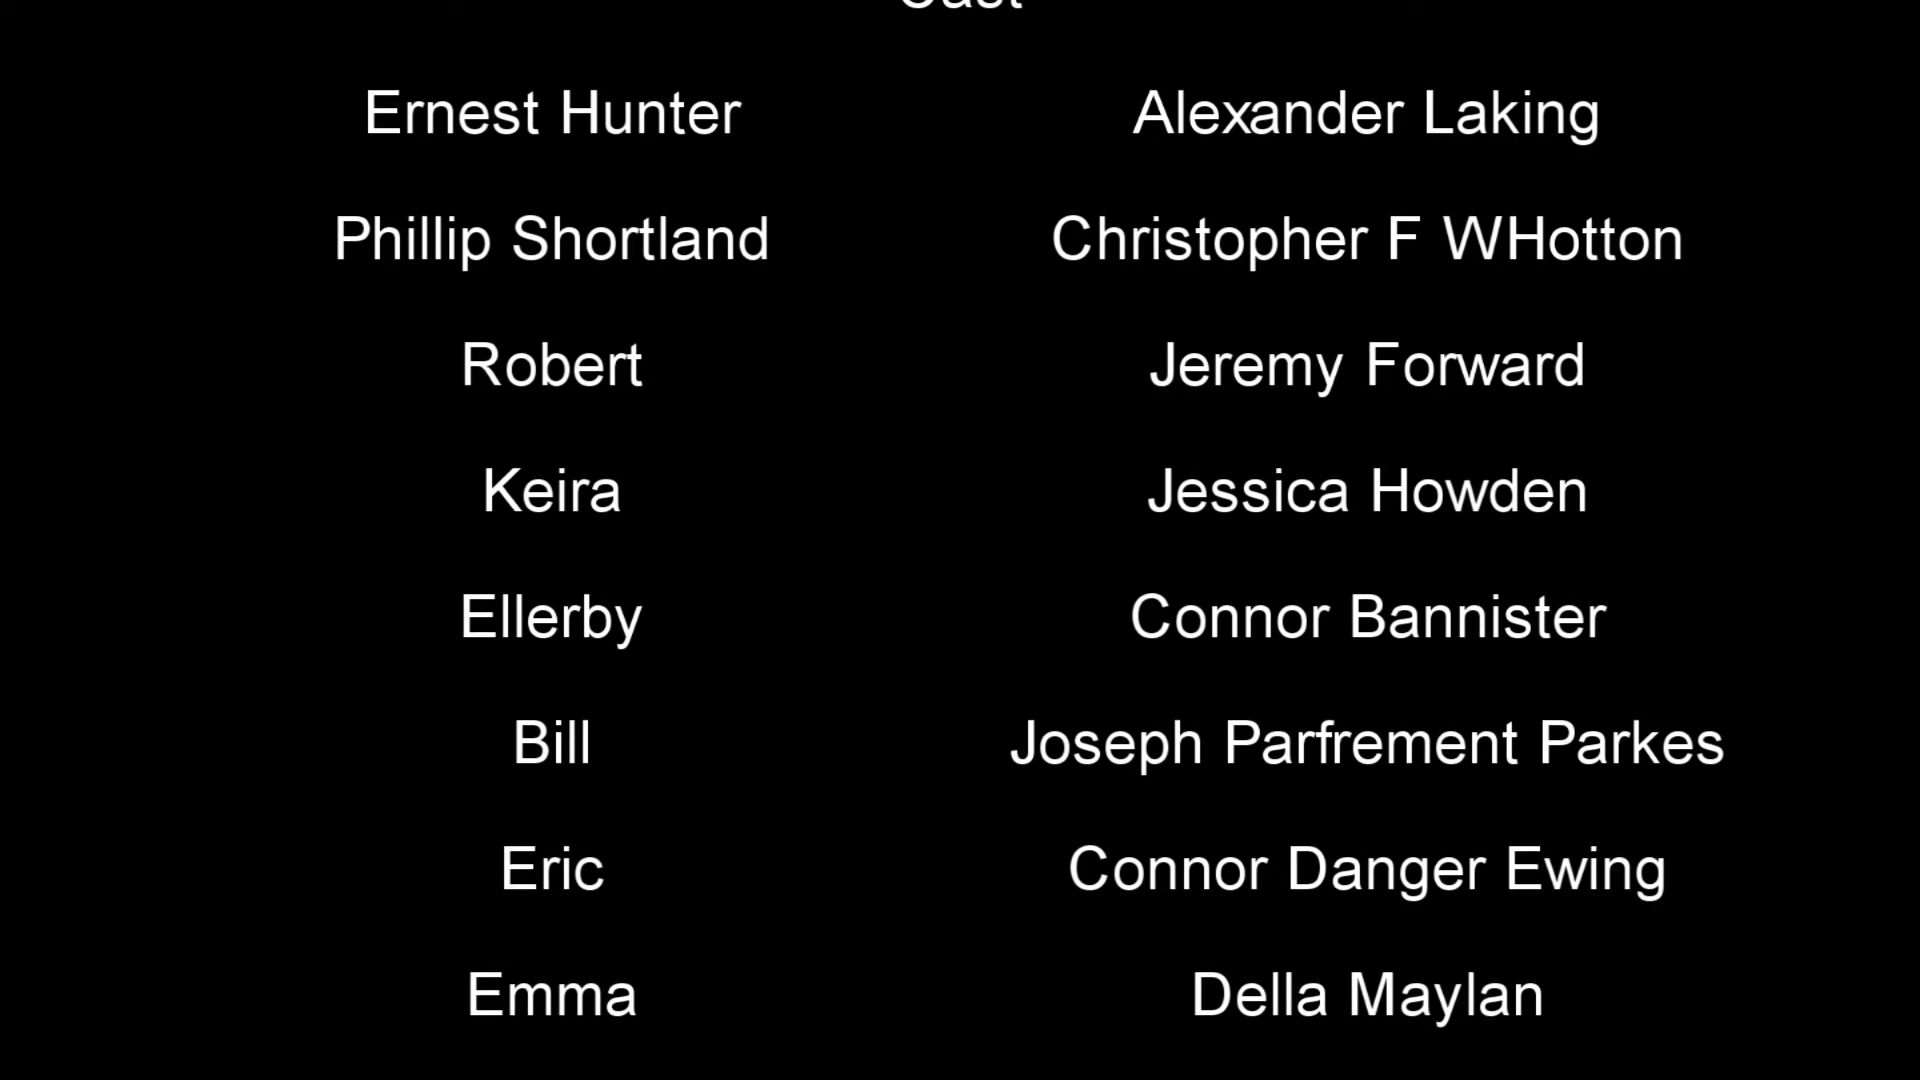 Cast
Ernest Hunter Alexander Laking
Phillip Shortland Christopher F WHotton
Robert Jeremy Forward
Keira Jessica Howden
Ellerby Connor Bannister
Bill Joseph Parfrement Parkes
Eric Connor Danger Ewing
Emma Della Maylan